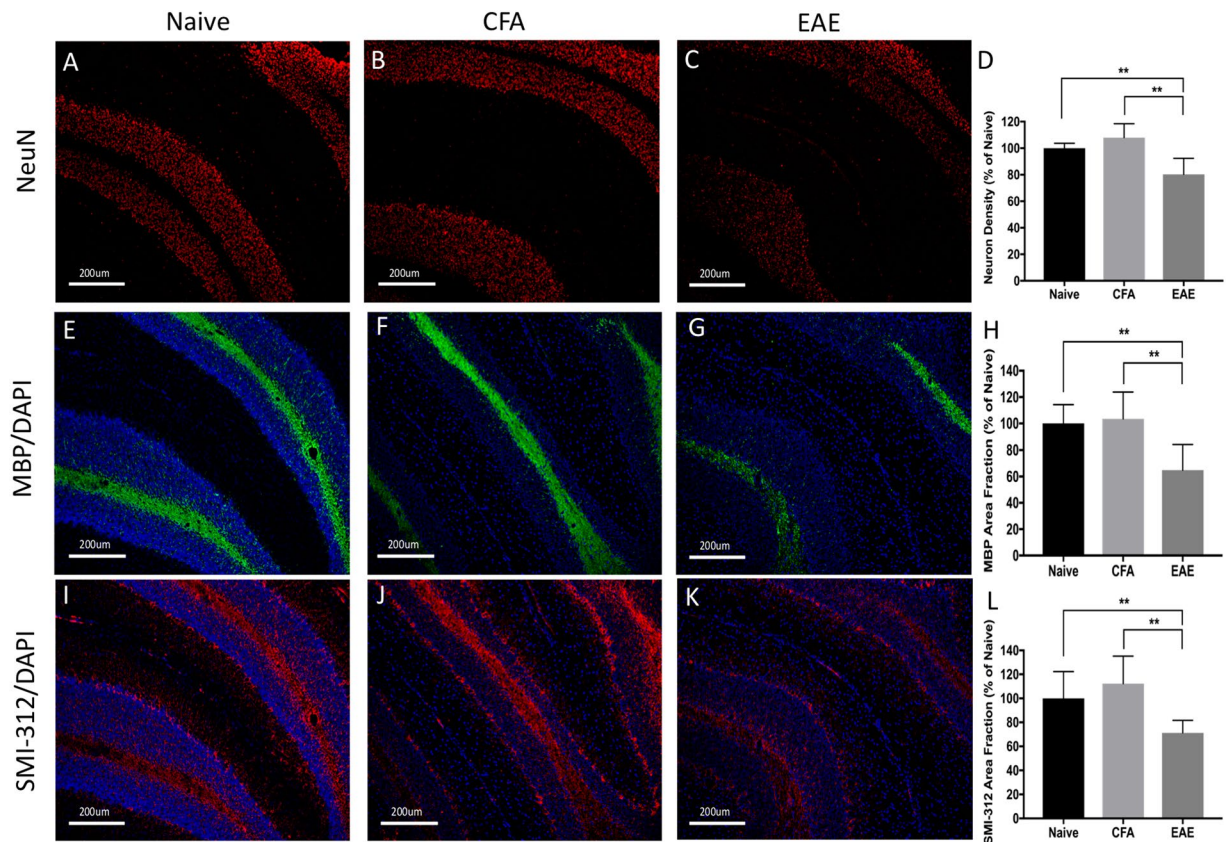 Naive
CFA
EAE
NeuN
A
200um
B
200um
C
200um
D
**
**
Neuron Density (% of Naive)
140
120
100
80
60
40
20
0
Naive
CFA
EAE
MBP/DAPI
E
200um
F
200um
G
200um
H
**
**
MBP Area Fraction (% of Naive)
140
120
100
80
60
40
20
0
Naive
CFA
EAE
SMI-312/DAPI
I
200um
J
200um
K
200um
L
**
**
SMI-312 Area Fraction (% of Naive)
140
120
100
80
60
40
20
0
Naive
CFA
EAE